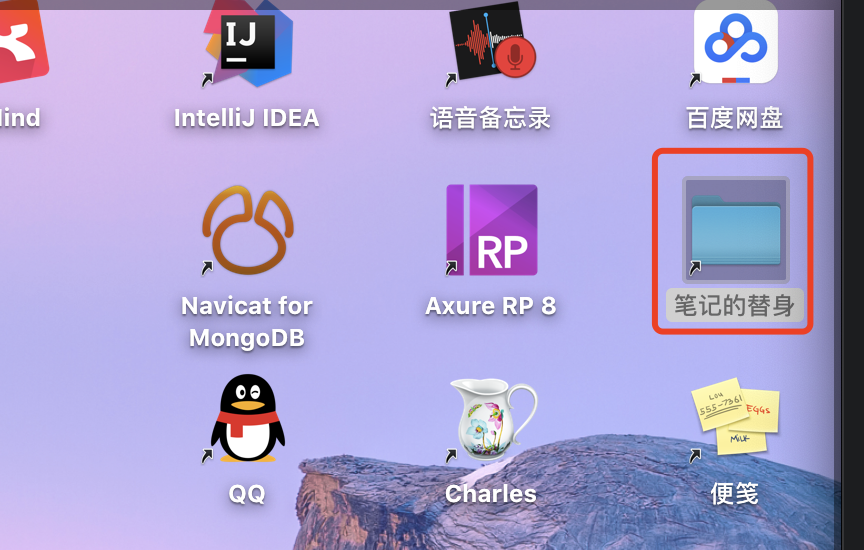 IJ
lind
IntelliJ IDEA
语音备忘录
百度网盘
RP
Navicat for
MongoDB
Axure RP 8
笔记的替身
Lou
555-7361
EGGS
MILK
QQ
Charles
便笺